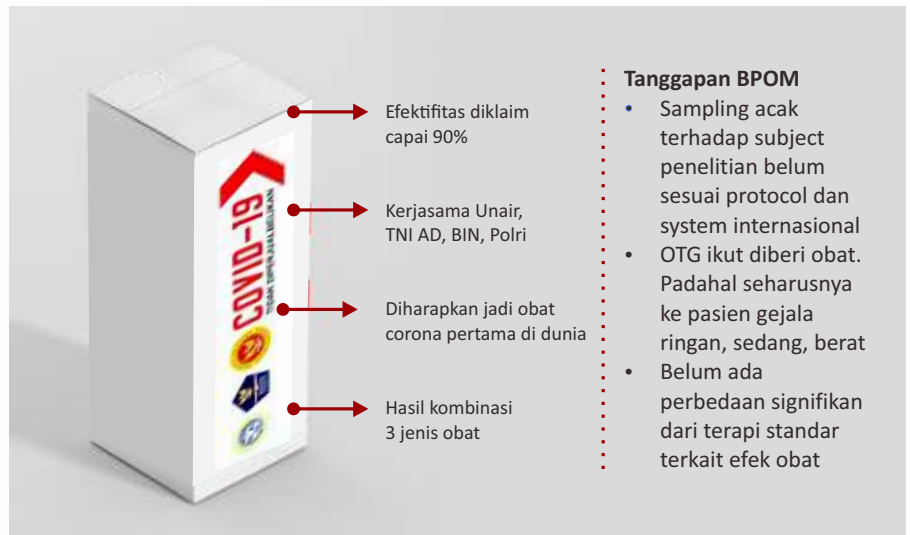 COVID-19
TIDAK DIPERJUALBELIKAN
Efektifitas diklaim
capai 90%
Kerjasama Unair,
TNI AD, BIN, Polri
Diharapkan jadi obat
corona pertama di dunia
Hasil kombinasi
3 jenis obat
Tanggapan BPOM
• Sampling acak
terhadap subject
penelitian belum
sesuai protocol dan
system internasional
• OTG ikut diberi obat.
Padahal seharusnya
ke pasien gejala
ringan, sedang, berat
• Belum ada
perbedaan signifikan
dari terapi standar
terkait efek obat